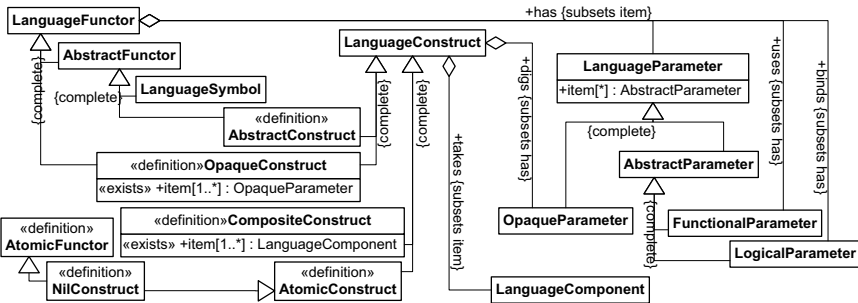 LanguageFunctor
+has {subsets item}
AbstractFunctor
{complete}
{complete}
LanguageSymbol
«definition»
AbstractConstruct
LanguageConstruct
{complete}
{complete}
«definition»OpaqueConstruct
«exists» +item[1..*] : OpaqueParameter
«definition»
AtomicFunctor
«definition»CompositeConstruct
«exists» +item[1..*] : LanguageComponent
«definition»
NilConstruct
«definition»
AtomicConstruct
+takes {subsets item}
+digs {subsets has}
LanguageComponent
LanguageParameter
+item[*] : AbstractParameter
{complete}
+uses {subsets has}
+binds {subsets has}
AbstractParameter
OpaqueParameter
{complete}
FunctionalParameter
LogicalParameter